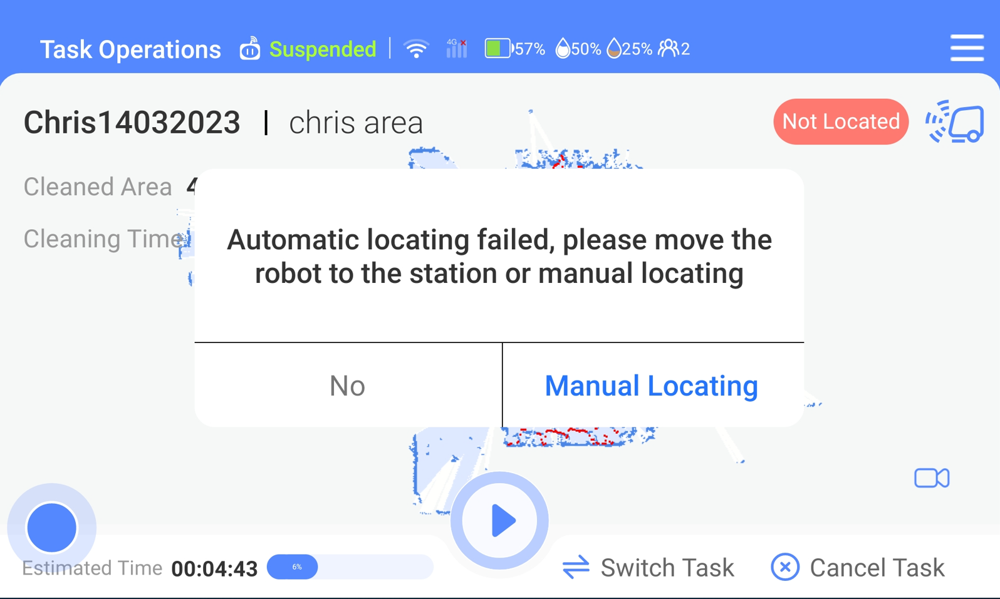 Task Operations Suspended 4G 57% 50% 25% 2
Chris14032023 | chris area Not Located
Cleaned Area 4
Cleaning Time
Automatic locating failed, please move the
robot to the station or manual locating
No Manual Locating
Estimated Time 00:04:43 6% Switch Task Cancel Task